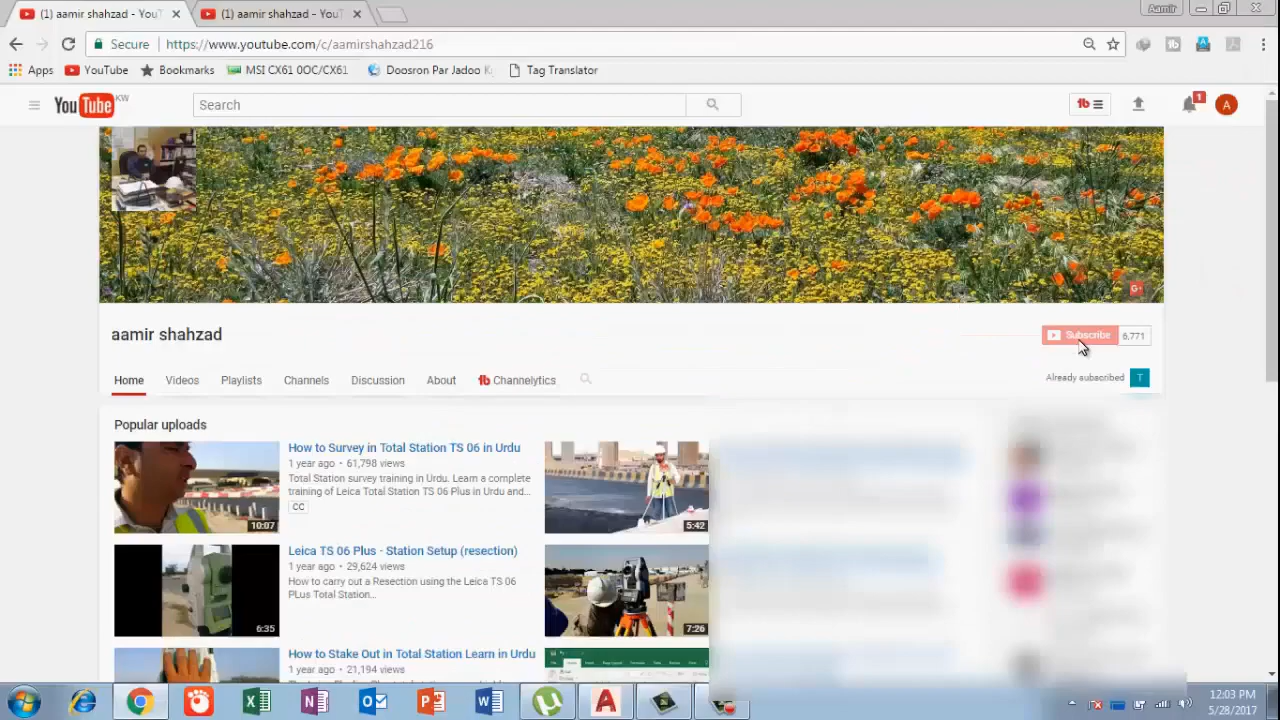 (1) aamir shahzad - YouT
(1) aamir shahzad - YouT
Aamir
Secure
https://www.youtube.com/c/aamirshahzad216
Apps
YouTube
Bookmarks
MSI CX61 0OC/CX61
Doosron Par Jadoo K
Tag Translator
YouTube KW
Search
1
A
aamir shahzad
Subscribe 6,771
Home
Videos
Playlists
Channels
Discussion
About
Channelytics
Already subscribed T
Popular uploads
How to Survey in Total Station TS 06 in Urdu
1 year ago • 61,798 views
Total Station survey training in Urdu. Learn a complete
training of Leica Total Station TS 06 Plus in Urdu and...
CC
10:07
5:42
Leica TS 06 Plus - Station Setup (resection)
1 year ago • 29,624 views
How to carry out a Resection using the Leica TS 06
PLus Total Station...
6:35
7:26
How to Stake Out in Total Station Learn in Urdu
1 year ago • 21,194 views
12:03 PM
5/28/2017